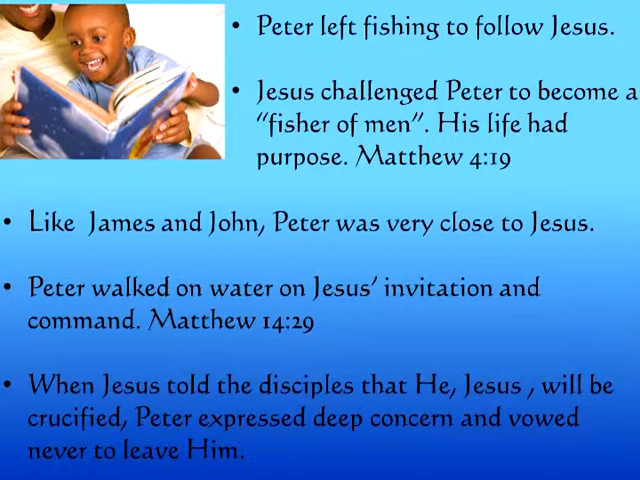 • Peter left fishing to follow Jesus.
• Jesus challenged Peter to become a
“fisher of men”. His life had
purpose. Matthew 4:19
• Like James and John, Peter was very close to Jesus.
• Peter walked on water on Jesus’ invitation and
command. Matthew 14:29
• When Jesus told the disciples that He, Jesus , will be
crucified, Peter expressed deep concern and vowed
never to leave Him.